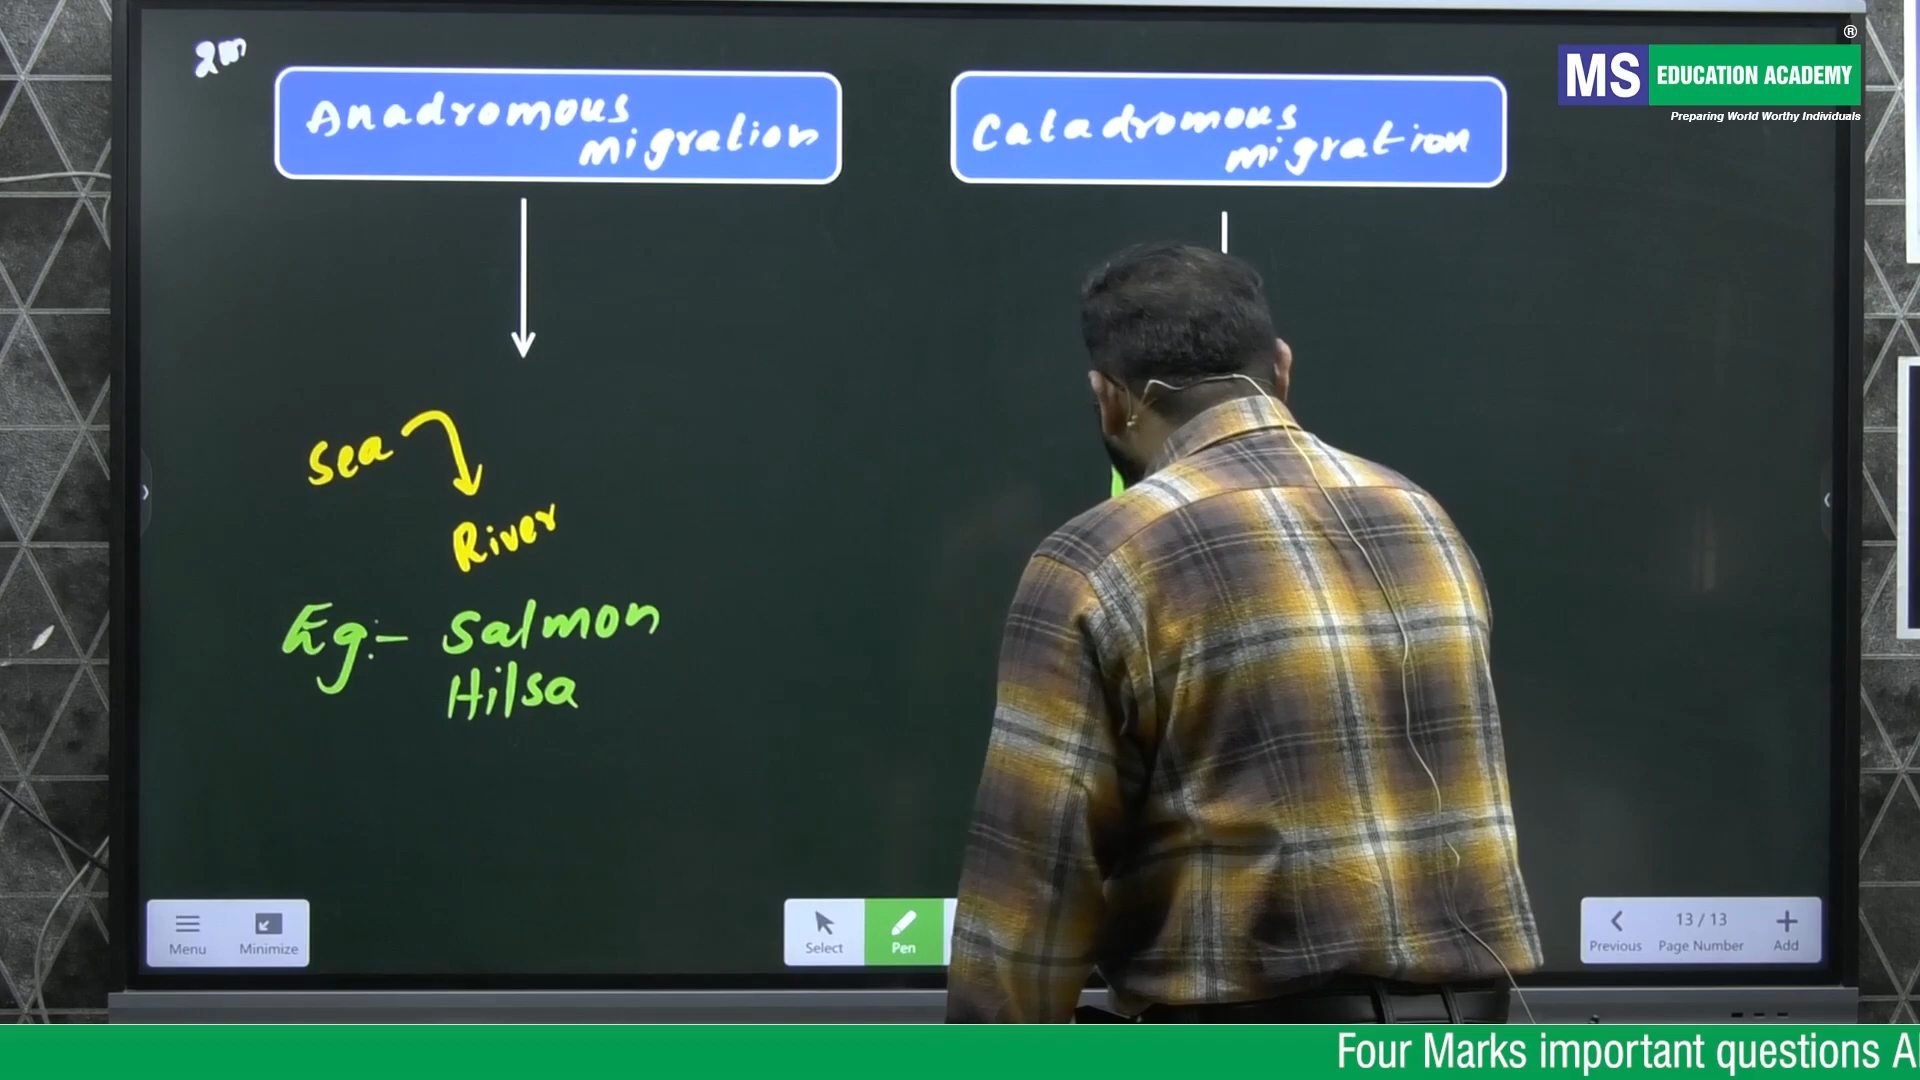 2m
Anadromous
migration
Catadromous
migration
Sea
River
Eg:- Salmon
Hilsa
MS EDUCATION ACADEMY
®
Preparing World Worthy Individuals
Menu
Minimize
Select
Pen
13 / 13
Previous
Page Number
Add
Four Marks important questions A